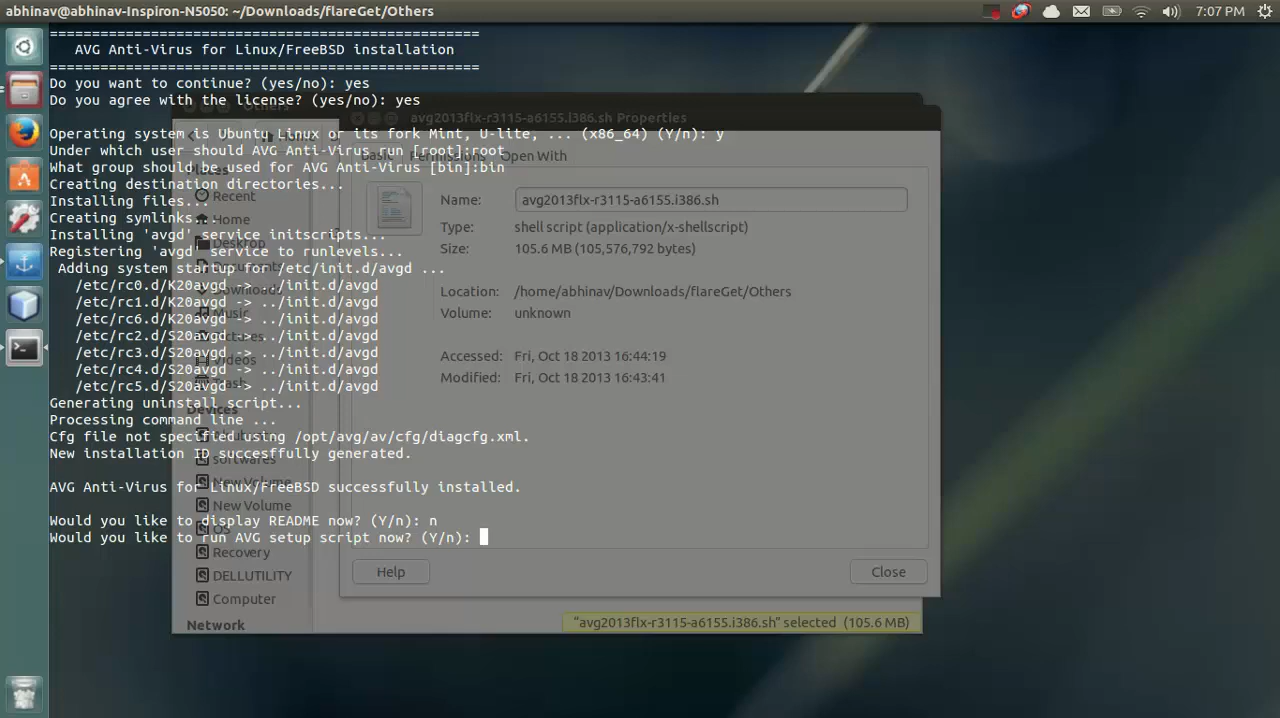 abhinav@abhinav-Inspiron-N5050: ~/Downloads/flareGet/Others
7:07 PM
=================================================
AVG Anti-Virus for Linux/FreeBSD installation
=================================================
Do you want to continue? (yes/no): yes
Do you agree with the license? (yes/no): yes
Operating system is Ubuntu Linux or its fork Mint, U-lite, ... (x86_64) (Y/n): y
Under which user should AVG Anti-Virus run [root]:root
What group should be used for AVG Anti-Virus [bin]:bin
Creating destination directories...
Installing files...
Creating symlinks...
Installing 'avgd' service initscripts...
Registering 'avgd' service to runlevels...
Adding system startup for /etc/init.d/avgd ...
/etc/rc0.d/K20avgd -> ../init.d/avgd
/etc/rc1.d/K20avgd -> ../init.d/avgd
/etc/rc6.d/K20avgd -> ../init.d/avgd
/etc/rc2.d/S20avgd -> ../init.d/avgd
/etc/rc3.d/S20avgd -> ../init.d/avgd
/etc/rc4.d/S20avgd -> ../init.d/avgd
/etc/rc5.d/S20avgd -> ../init.d/avgd
Generating uninstall script...
Processing command line ...
Cfg file not specified using /opt/avg/av/cfg/diagcfg.xml.
New installation ID succesffully generated.
AVG Anti-Virus for Linux/FreeBSD successfully installed.
Would you like to display README now? (Y/n): n
Would you like to run AVG setup script now? (Y/n):
Others
Places
Recent
Home
Desktop
Documents
Downloads
Music
Pictures
Videos
Trash
Devices
softwares
New Volume
New Volume
OS
Recovery
DELLUTILITY
Computer
Network
avg2013flx-r3115-a6155.i386.sh Properties
Basic Permissions Open With
Name: avg2013flx-r3115-a6155.i386.sh
Type: shell script (application/x-shellscript)
Size: 105.6 MB (105,576,792 bytes)
Location: /home/abhinav/Downloads/flareGet/Others
Volume: unknown
Accessed: Fri, Oct 18 2013 16:44:19
Modified: Fri, Oct 18 2013 16:43:41
Help
Close
"avg2013flx-r3115-a6155.i386.sh" selected (105.6 MB)